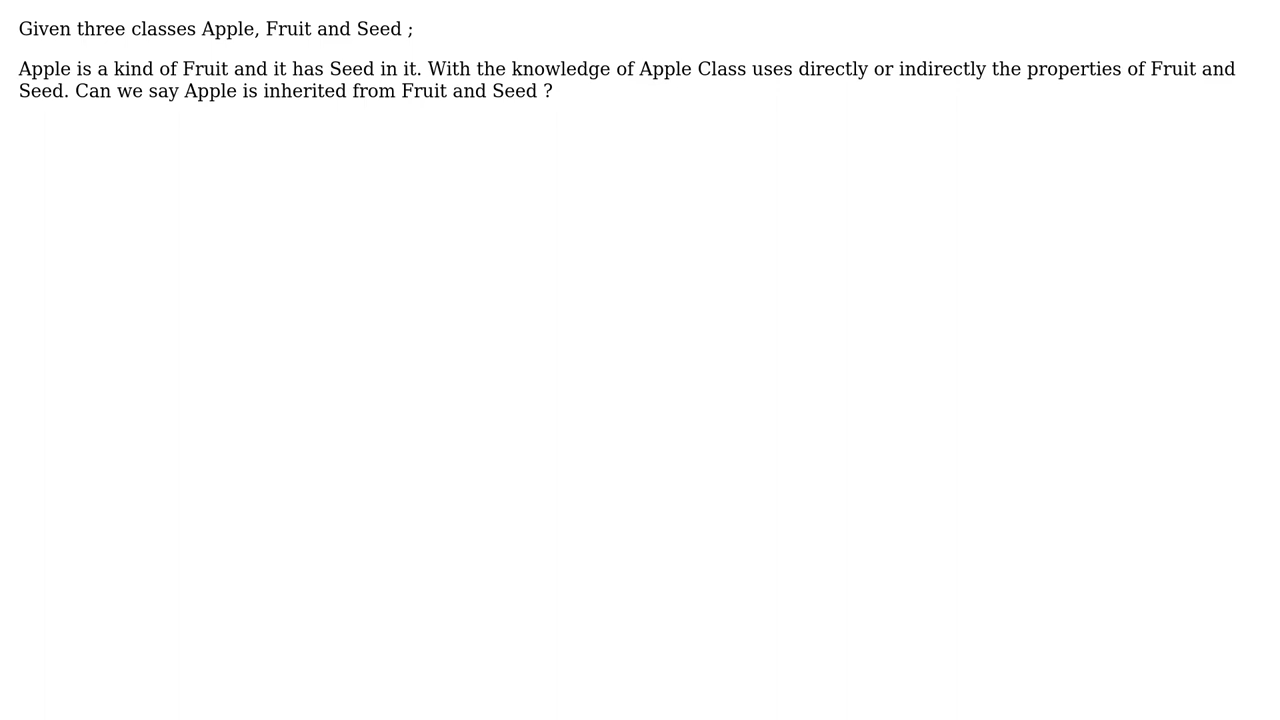 Given three classes Apple, Fruit and Seed ;
Apple is a kind of Fruit and it has Seed in it. With the knowledge of Apple Class uses directly or indirectly the properties of Fruit and
Seed. Can we say Apple is inherited from Fruit and Seed ?